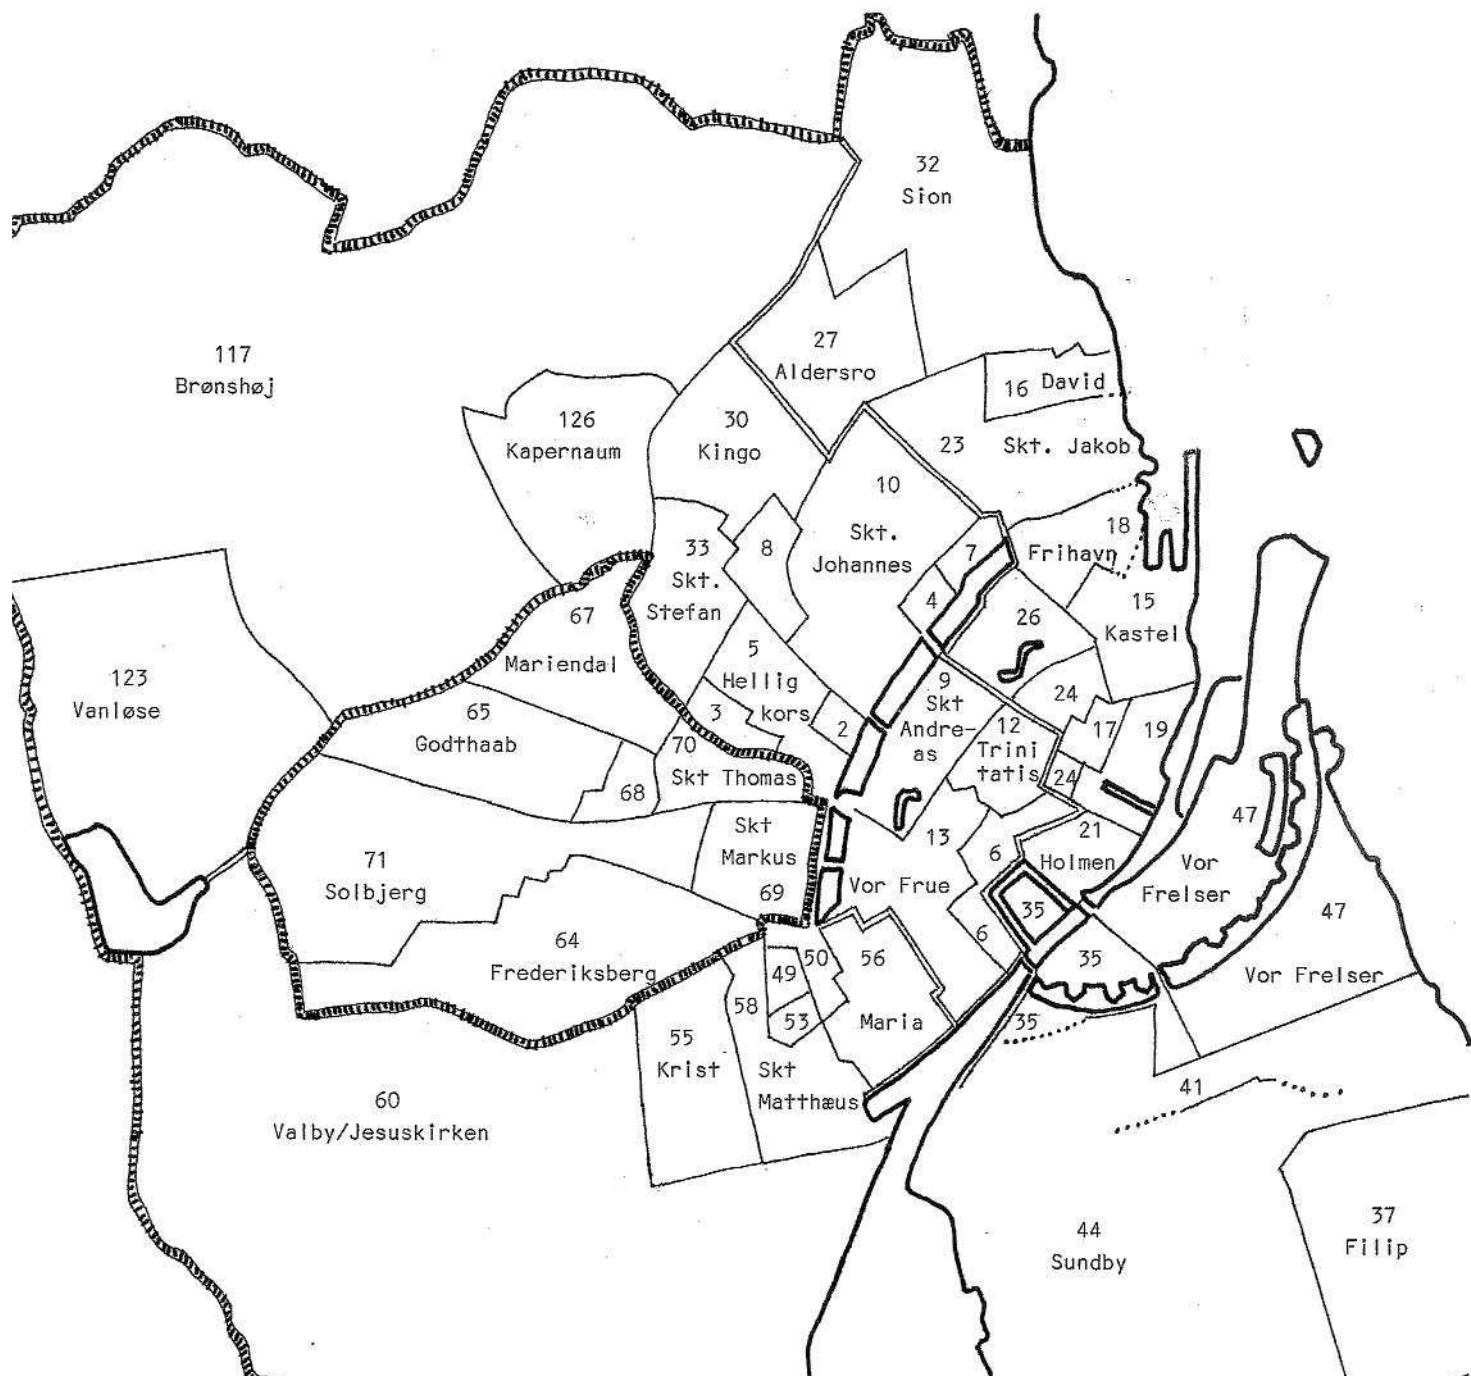 32
Sion
27
Aldersro
117
Brønshøj
16 David
126
Kapernaum
30
Kingo
23
Skt. Jakob
10
Skt.
Johannes
18
Frihavn
33
Skt.
Stefan
8
7
4
15
Kastel
26
67
Mariendal
5
Hellig
kors
9
Skt
Andre-
as
24
123
Vanløse
65
Godthaab
3
2
12
Trini
tatis
17
19
70
Skt Thomas
68
24
71
Solbjerg
Skt
Markus
69
13
Vor Frue
6
21
Holmen
47
Vor
Frelser
35
6
47
Vor Frelser
64
Frederiksberg
49
50
56
Maria
35
58
53
35
55
Krist
Skt
Matthæus
41
60
Valby/Jesuskirken
44
Sundby
37
Filip